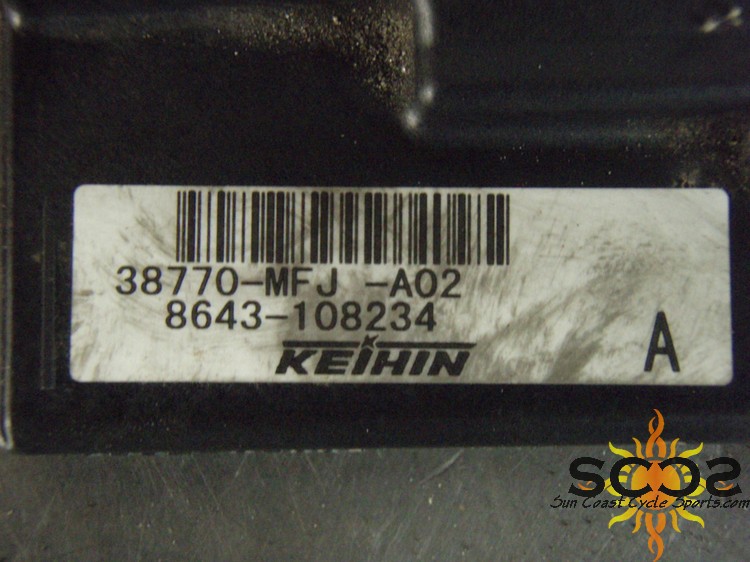 38770-MFJ -A02
8643-108234
KEIHIN
A
SCCS
Sun Coast Cycle Sports.com